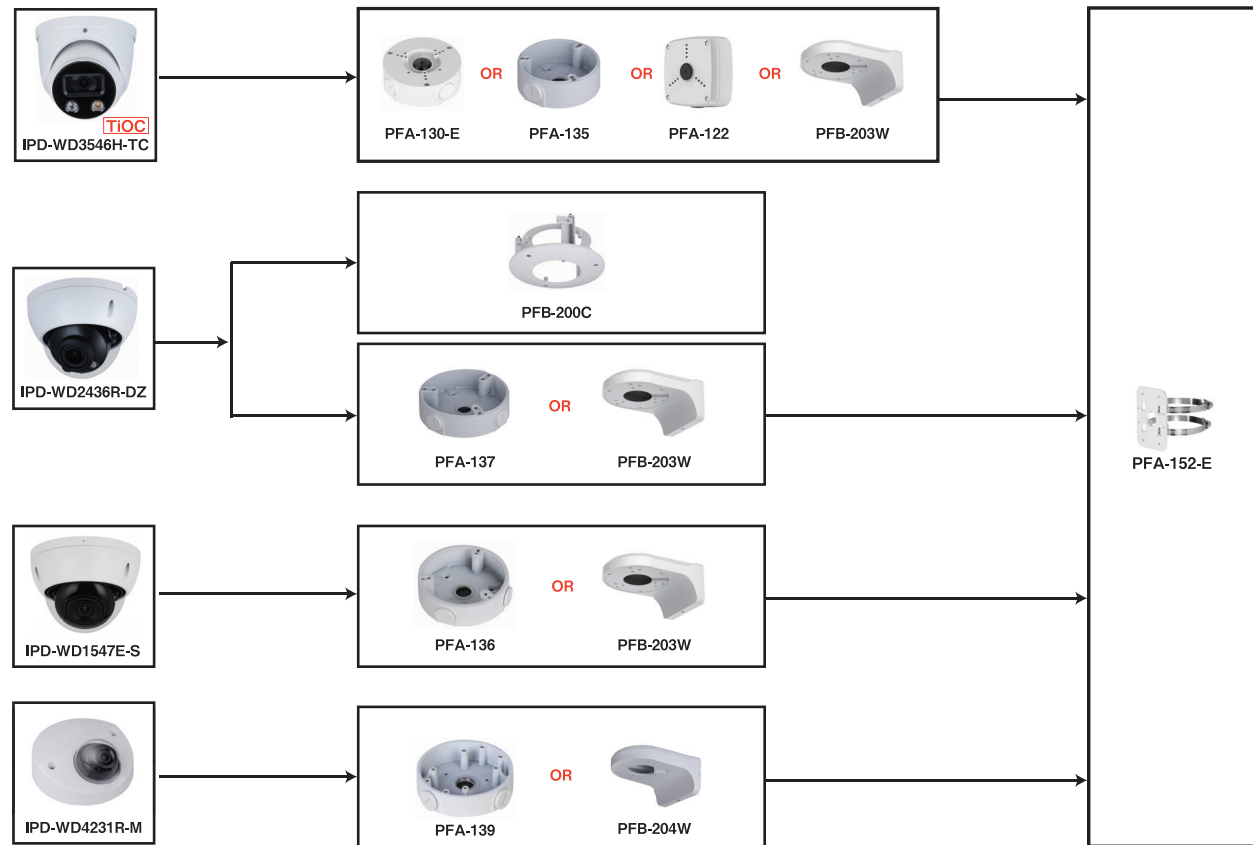 TiOC
IPD-WD3546H-TC
OR
OR
OR
PFA-130-E
PFA-135
PFA-122
PFB-203W
PFB-200C
IPD-WD2436R-DZ
OR
PFA-137
PFB-203W
PFA-152-E
OR
IPD-WD1547E-S
PFA-136
PFB-203W
OR
IPD-WD4231R-M
PFA-139
PFB-204W